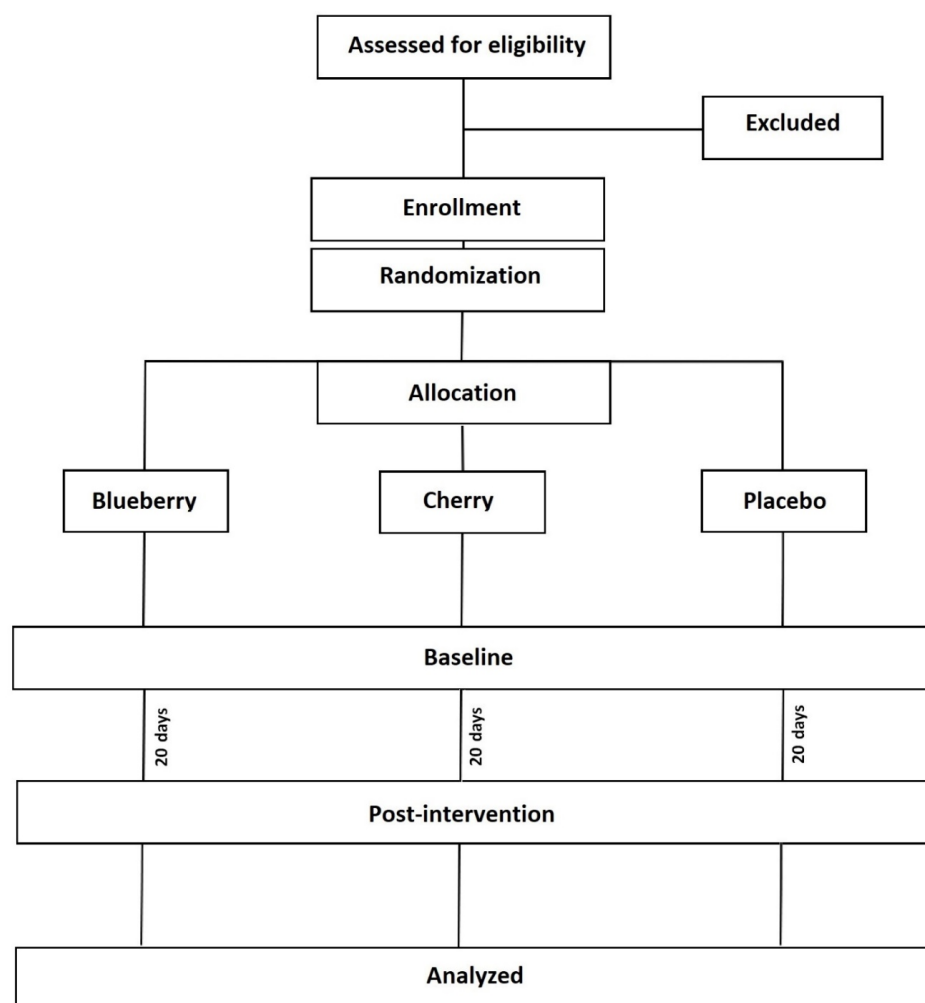 Assessed for eligibility
Excluded
Enrollment
Randomization
Allocation
Blueberry
Cherry
Placebo
Baseline
20 days
20 days
20 days
Post-intervention
Analyzed